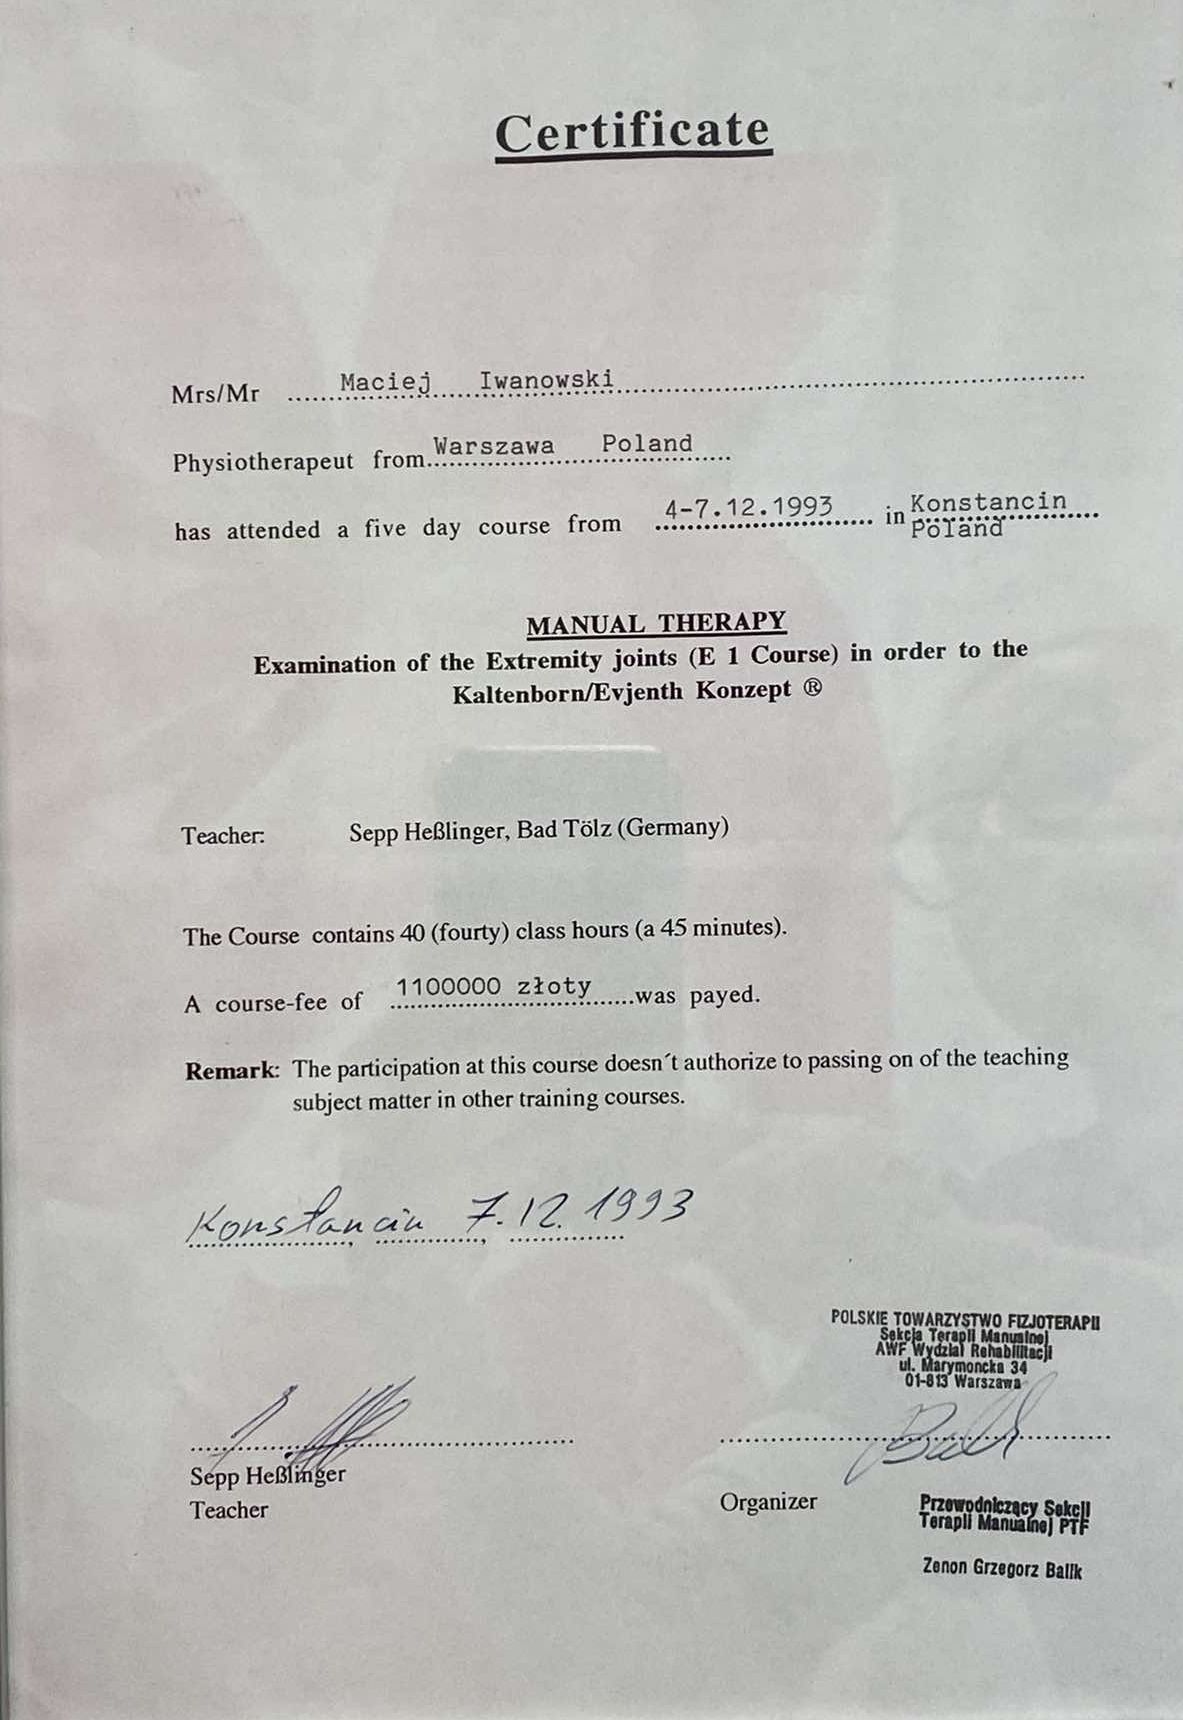 Certificate
Mrs/Mr Maciej Iwanowski
Physiotherapeut from Warszawa Poland
has attended a five day course from 4-7.12.1993 in Konstancin
Poland
MANUAL THERAPY
Examination of the Extremity joints (E 1 Course) in order to the
Kaltenborn/Evjenth Konzept ®
Teacher: Sepp Heßlinger, Bad Tölz (Germany)
The Course contains 40 (fourty) class hours (a 45 minutes).
A course-fee of 1100000 złoty was payed.
Remark: The participation at this course doesn´t authorize to passing on of the teaching
subject matter in other training courses.
Konstancin 7.12.1993
POLSKIE TOWARZYSTWO FIZJOTERAPII
Sekcja Terapii Manualnej
AWF Wydział Rehabilitacji
ul. Marymoncka 34
01-813 Warszawa
Sepp Heßlinger
Teacher
Organizer
Przewodniczący Sekcji
Terapii Manualnej PTF
Zenon Grzegorz Balik